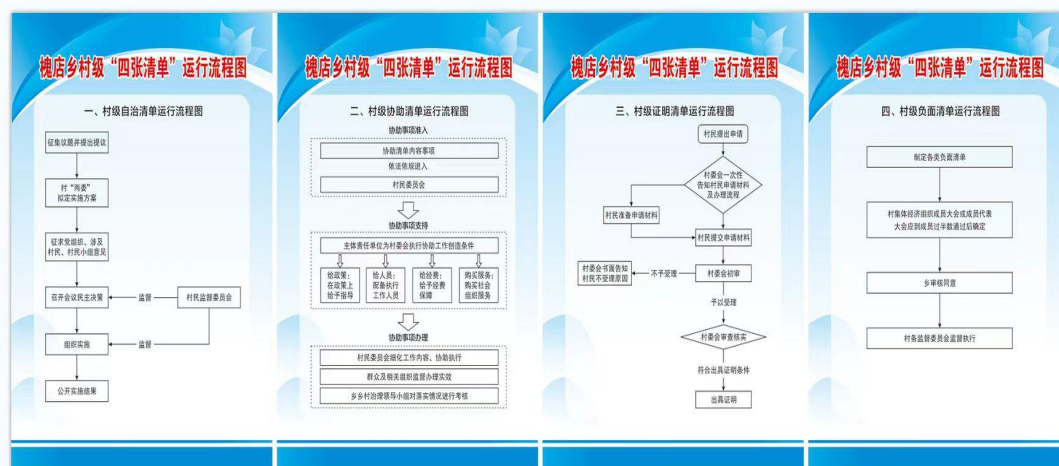 槐店乡村级“四张清单”运行流程图
一、村级自治清单运行流程图
征集议题并提出提议
村“两委”
拟定实施方案
征求党组织、涉及
村民、村民小组意见
召开会议民主决策
监督
村民监督委员会
组织实施
监督
公开实施结果
槐店乡村级“四张清单”运行流程图
二、村级协助清单运行流程图
协助事项准入
协助清单内容事项
依法依规进入
村民委员会
协助事项支持
主体责任单位为村委会执行协助工作创造条件
给政策：
在政策上
给予指导
给人员：
配备执行
工作人员
给经费：
给予经费
保障
购买服务：
购买社会
组织服务
协助事项办理
村民委员会细化工作内容、协助执行
群众及相关组织监督办理实效
乡乡村治理领导小组对落实情况进行考核
槐店乡村级“四张清单”运行流程图
三、村级证明清单运行流程图
村民提出申请
村委会一次性
告知村民申请材料
及办理流程
村民准备申请材料
村民提交申请材料
村委会书面告知
村民不受理原因
不予受理
村委会初审
予以受理
村委会审查核实
符合出具证明条件
出具证明
槐店乡村级“四张清单”运行流程图
四、村级负面清单运行流程图
制定各类负面清单
村集体经济组织成员大会或成员代表
大会应到成员过半数通过后确定
乡审核同意
村务监督委员会监督执行